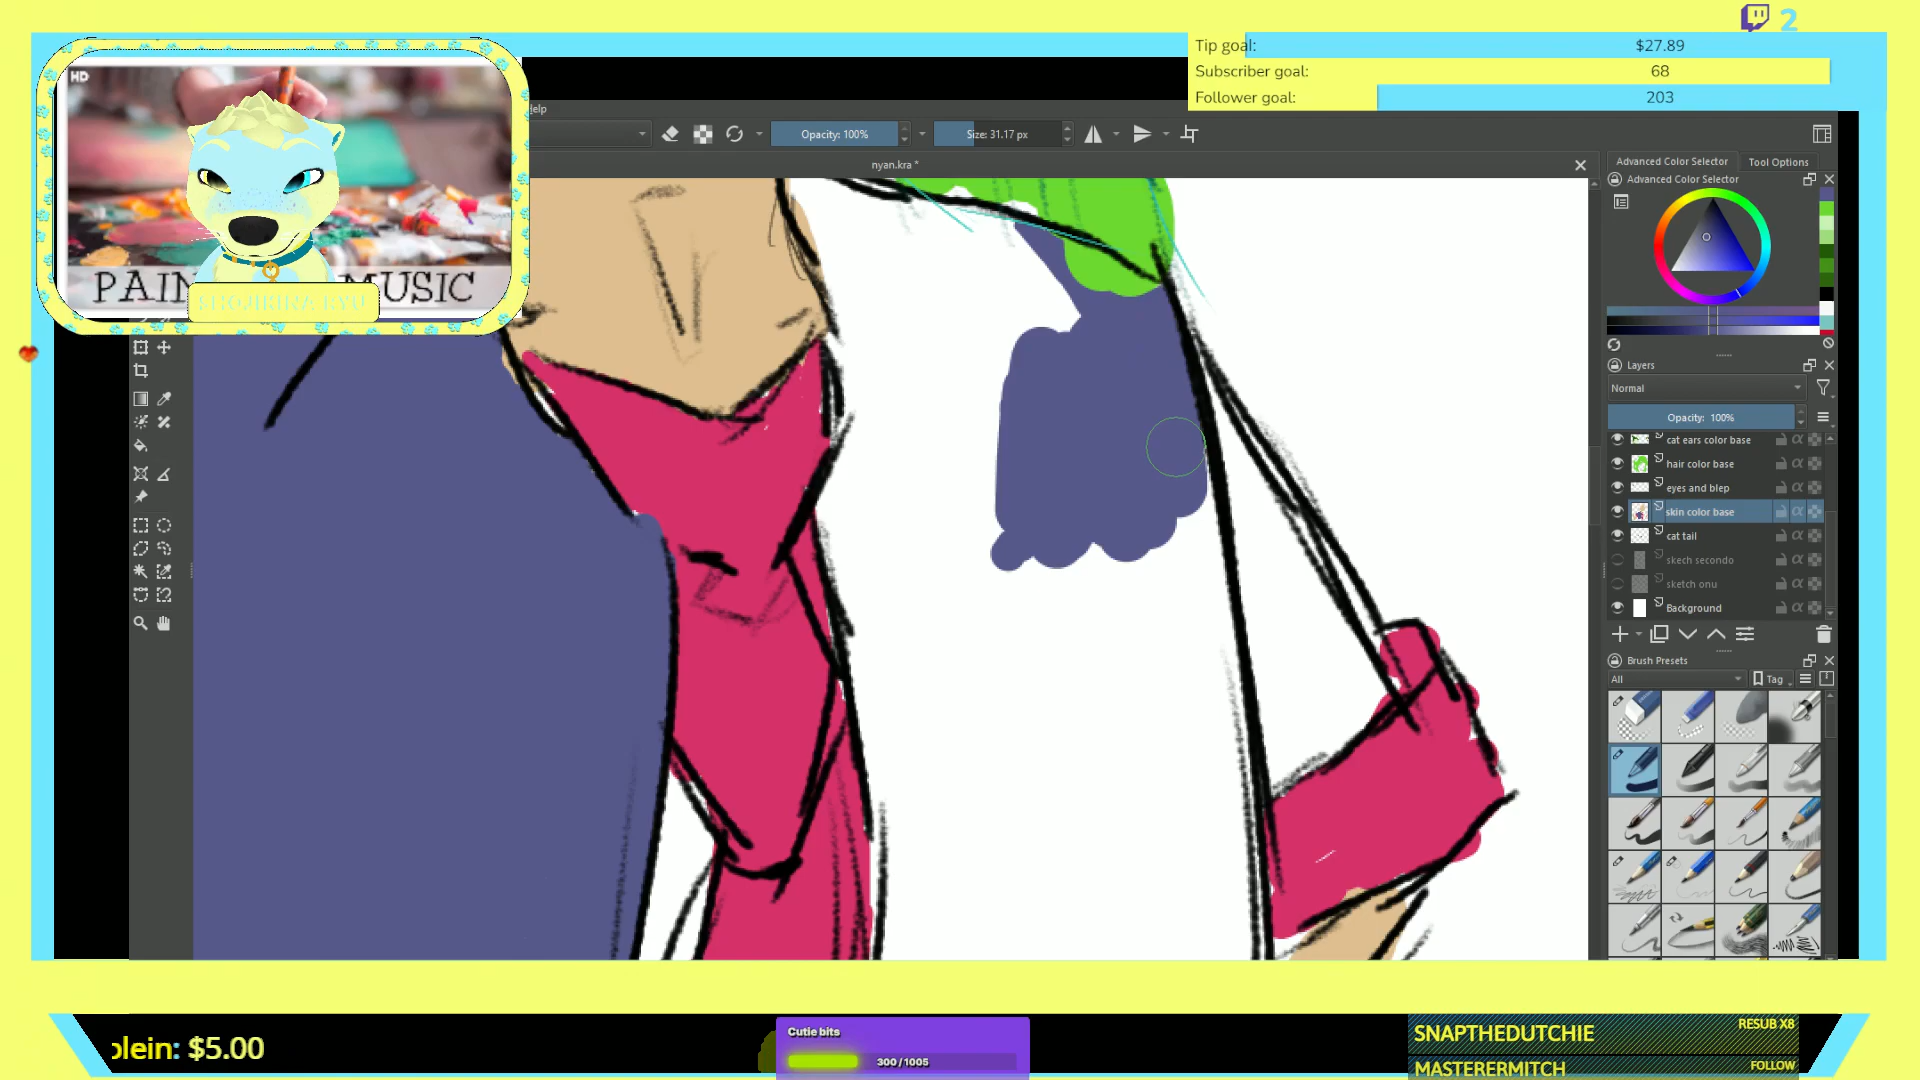 2
Tip goal: $27.89
Subscriber goal: 68
Follower goal: 203
HD
PAIN MUSIC
SHOJIKIRA RYU
elp
Opacity: 100%
Size: 31.17 px
nyan.kra *
Advanced Color Selector
Tool Options
Advanced Color Selector
Layers
Normal
Opacity: 100%
cat ears color base
hair color base
eyes and blep
skin color base
cat tail
skech secondo
sketch onu
Background
Brush Presets
All
Tag
plein: $5.00
Cutie bits
300/1005
SNAPTHEDUTCHIE
RESUB X8
MASTERERMITCH
FOLLOW